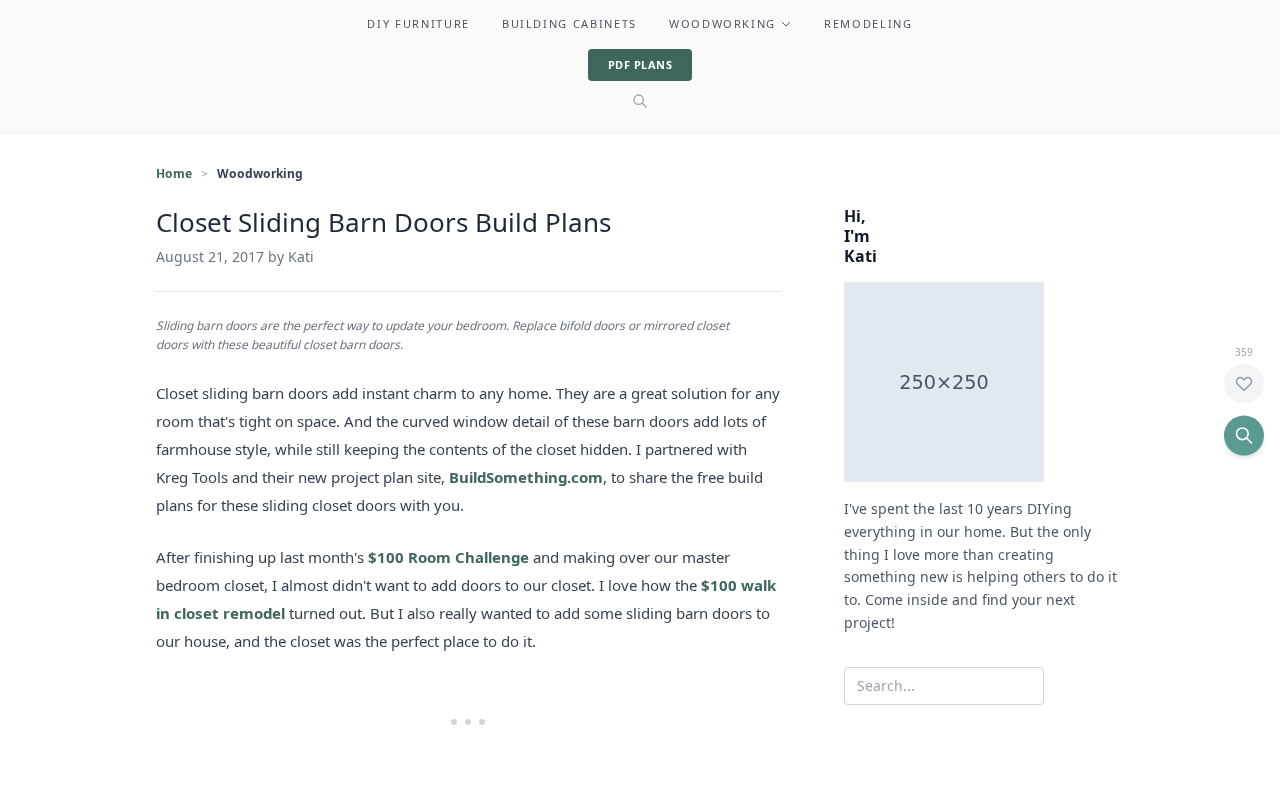 DIY FURNITURE BUILDING CABINETS WOODWORKING REMODELING
PDF PLANS
Home > Woodworking
Closet Sliding Barn Doors Build Plans
August 21, 2017 by Kati
Sliding barn doors are the perfect way to update your bedroom. Replace bifold doors or mirrored closet
doors with these beautiful closet barn doors.
Closet sliding barn doors add instant charm to any home. They are a great solution for any
room that's tight on space. And the curved window detail of these barn doors add lots of
farmhouse style, while still keeping the contents of the closet hidden. I partnered with
Kreg Tools and their new project plan site, BuildSomething.com, to share the free build
plans for these sliding closet doors with you.
After finishing up last month's $100 Room Challenge and making over our master
bedroom closet, I almost didn't want to add doors to our closet. I love how the $100 walk
in closet remodel turned out. But I also really wanted to add some sliding barn doors to
our house, and the closet was the perfect place to do it.
Hi,
I'm
Kati
250×250
I've spent the last 10 years DIYing
everything in our home. But the only
thing I love more than creating
something new is helping others to do it
to. Come inside and find your next
project!
Search...
359